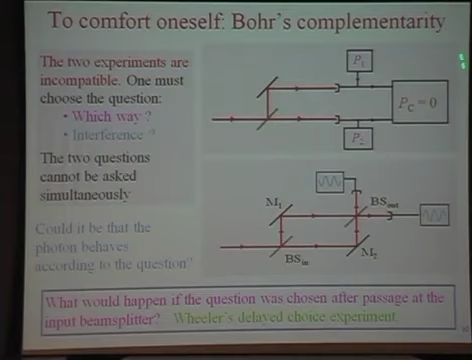 To comfort oneself: Bohr's complementarity
The two experiments are
incompatible. One must
choose the question:
• Which way ?
• Interference ?
The two questions
cannot be asked
simultaneously
Could it be that the
photon behaves
according to the question?
P1
P2
PC = 0
M1
BSout
BSin
M2
What would happen if the question was chosen after passage at the
input beamsplitter? Wheeler's delayed choice experiment.